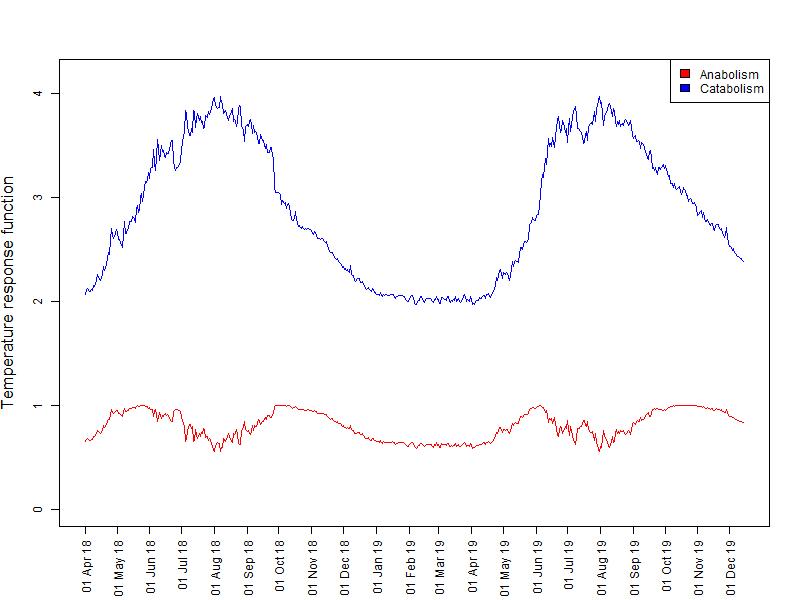 Anabolism
Catabolism
Temperature response function
4
3
2
1
0
01 Apr 18
01 May 18
01 Jun 18
01 Jul 18
01 Aug 18
01 Sep 18
01 Oct 18
01 Nov 18
01 Dec 18
01 Jan 19
01 Feb 19
01 Mar 19
01 Apr 19
01 May 19
01 Jun 19
01 Jul 19
01 Aug 19
01 Sep 19
01 Oct 19
01 Nov 19
01 Dec 19